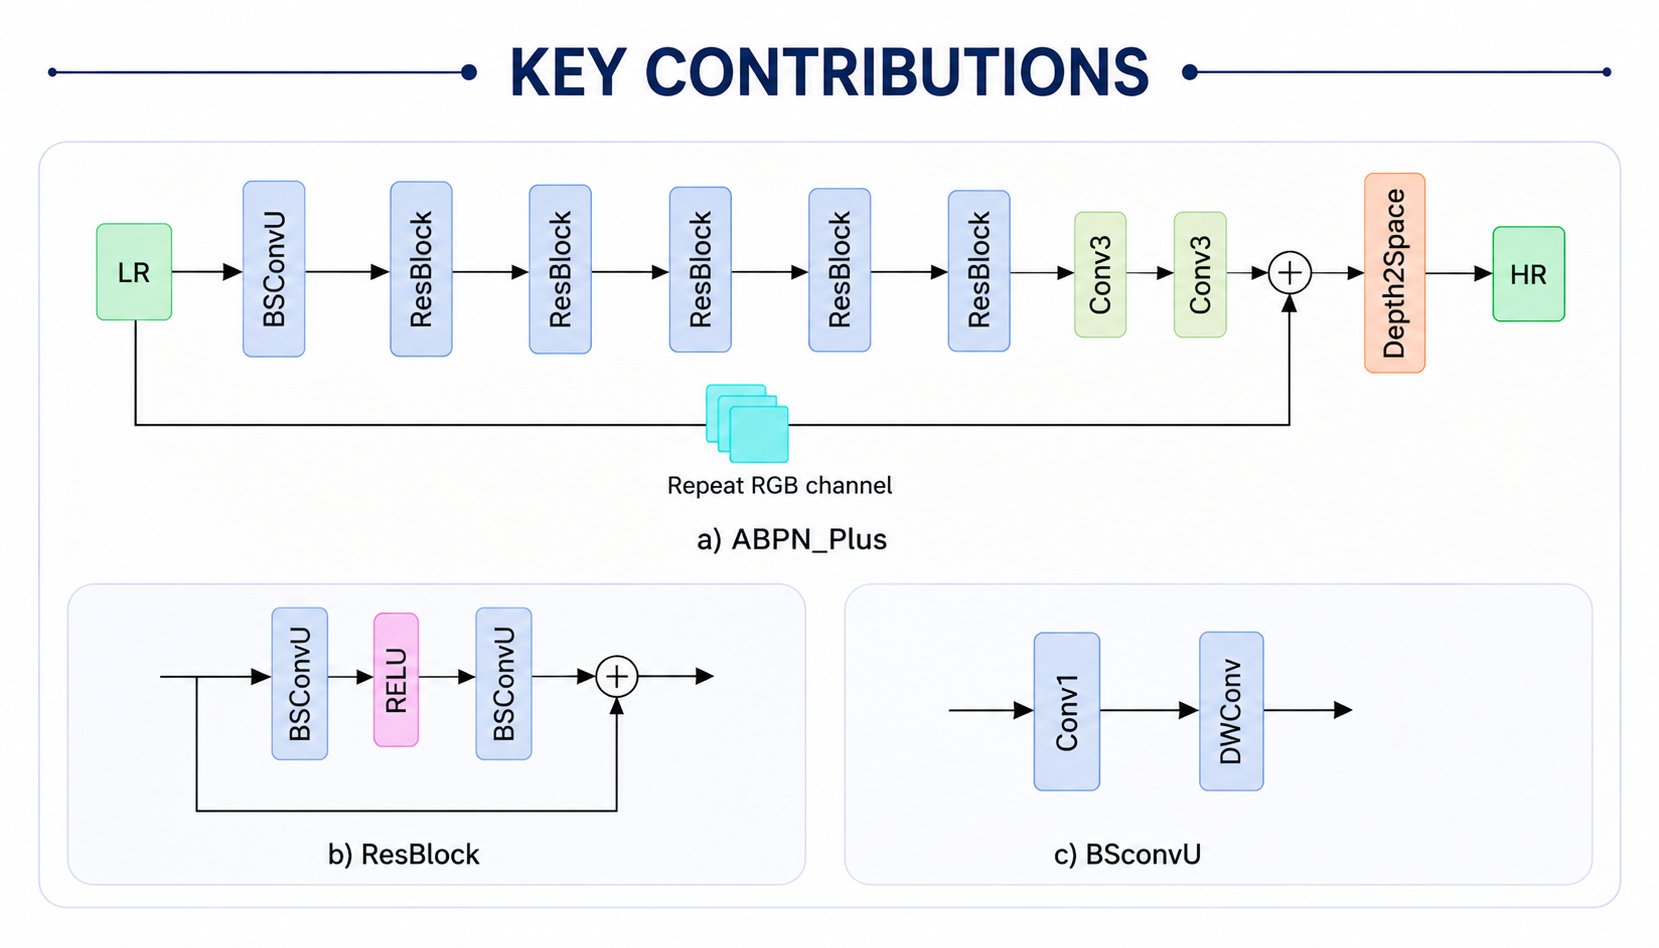 KEY CONTRIBUTIONS
LR
BSConvU
ResBlock
ResBlock
ResBlock
ResBlock
ResBlock
Conv3
Conv3
Depth2Space
HR
Repeat RGB channel
a) ABPN_Plus
BSConvU
RELU
BSConvU
b) ResBlock
Conv1
DWConv
c) BSconvU